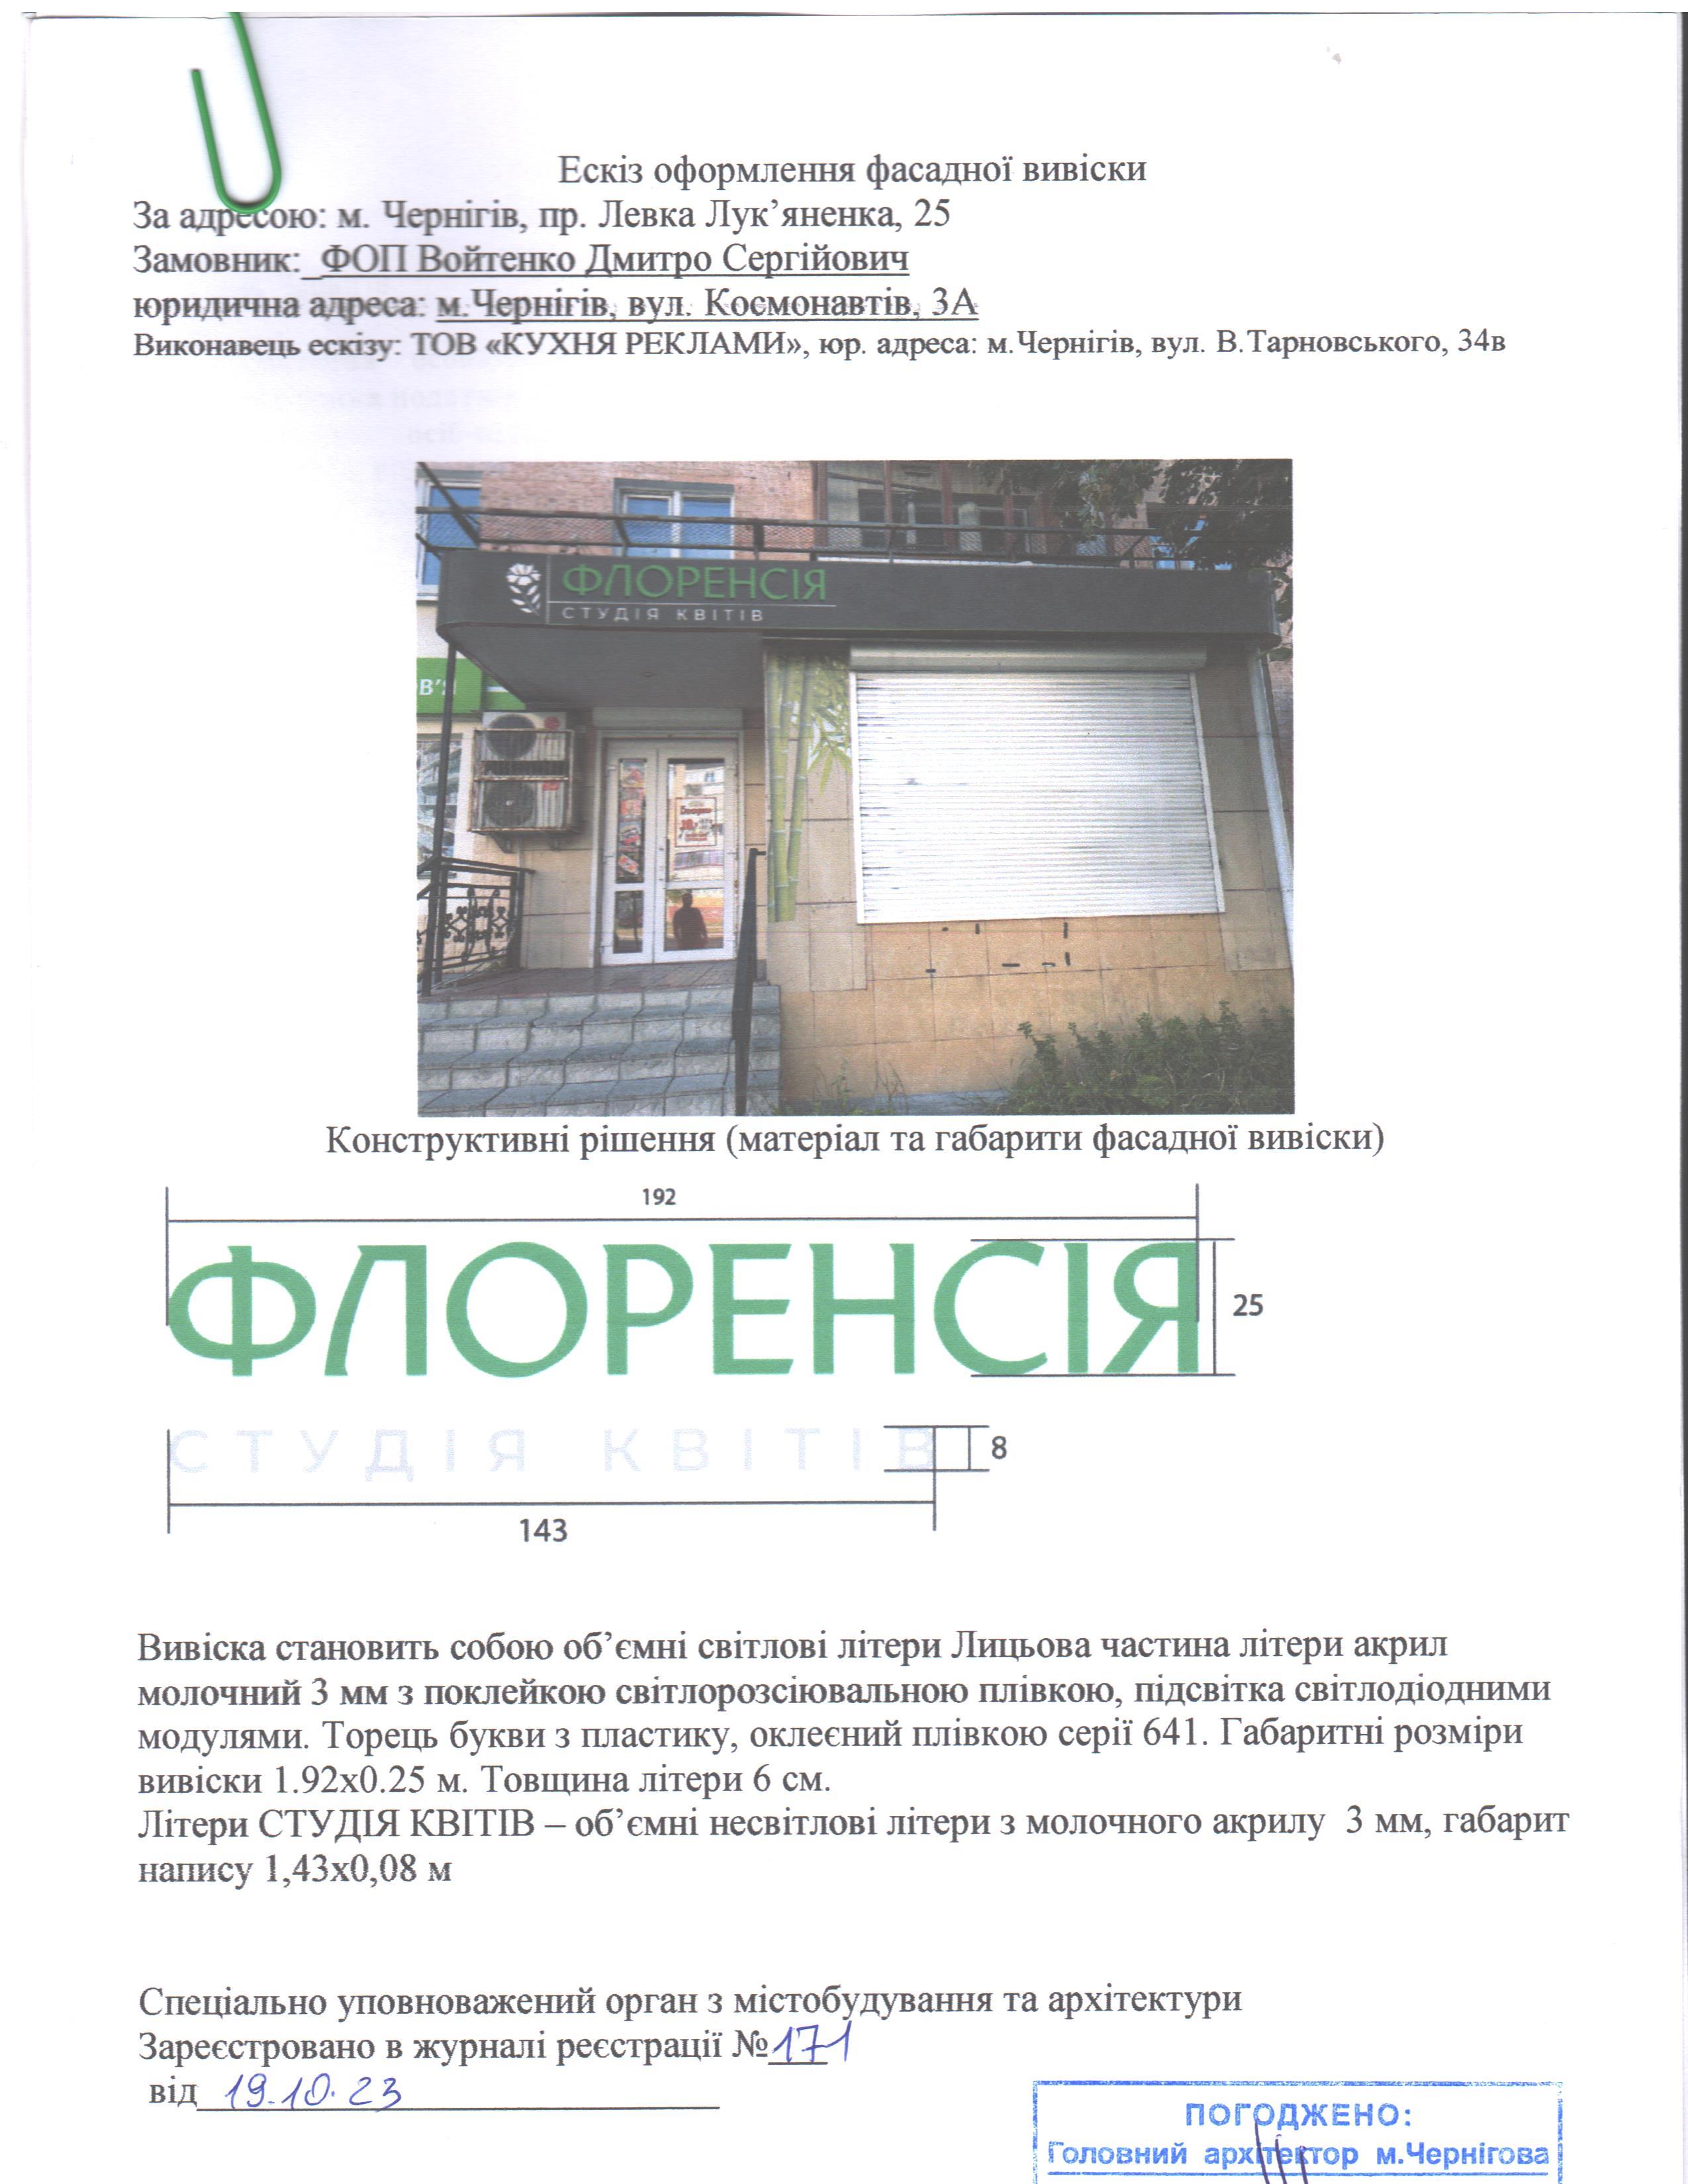 Ескіз оформлення фасадної вивіски
За адресою: м. Чернігів, пр. Левка Лук’яненка, 25
Замовник: ФОП Войтенко Дмитро Сергійович
юридична адреса: м.Чернігів, вул. Космонавтів, 3А
Виконавець ескізу: ТОВ «КУХНЯ РЕКЛАМИ», юр. адреса: м.Чернігів, вул. В.Тарновського, 34в
ФЛОРЕНСІЯ
СТУДІЯ КВІТІВ
Конструктивні рішення (матеріал та габарити фасадної вивіски)
192
ФЛОРЕНСІЯ
25
СТУДІЯ КВІТІВ
8
143
Вивіска становить собою об’ємні світлові літери Лицьова частина літери акрил
молочний 3 мм з поклейкою світлорозсіювальною плівкою, підсвітка світлодіодними
модулями. Торець букви з пластику, оклеєний плівкою серії 641. Габаритні розміри
вивіски 1.92х0.25 м. Товщина літери 6 см.
Літери СТУДІЯ КВІТІВ – об’ємні несвітлові літери з молочного акрилу 3 мм, габарит
напису 1,43х0,08 м
Спеціально уповноважений орган з містобудування та архітектури
Зареєстровано в журналі реєстрації № 171
від 19.10.23
ПОГОДЖЕНО:
Головний архітектор м.Чернігова